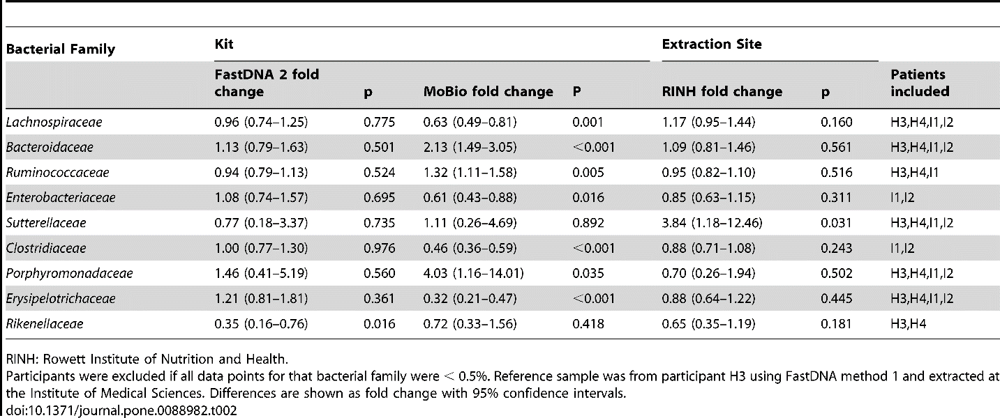 Bacterial Family Kit Extraction Site
FastDNA 2 fold change p MoBio fold change P RINH fold change p Patients included
Lachnospiraceae 0.96 (0.74–1.25) 0.775 0.63 (0.49–0.81) 0.001 1.17 (0.95–1.44) 0.160 H3,H4,I1,I2
Bacteroidaceae 1.13 (0.79–1.63) 0.501 2.13 (1.49–3.05) <0.001 1.09 (0.81–1.46) 0.561 H3,H4,I1,I2
Ruminococcaceae 0.94 (0.79–1.13) 0.524 1.32 (1.11–1.58) 0.005 0.95 (0.82–1.10) 0.516 H3,H4,I1
Enterobacteriaceae 1.08 (0.74–1.57) 0.695 0.61 (0.43–0.88) 0.016 0.85 (0.63–1.15) 0.311 I1,I2
Sutterellaceae 0.77 (0.18–3.37) 0.735 1.11 (0.26–4.69) 0.892 3.84 (1.18–12.46) 0.031 H3,H4,I1,I2
Clostridiaceae 1.00 (0.77–1.30) 0.976 0.46 (0.36–0.59) <0.001 0.88 (0.71–1.08) 0.243 I1,I2
Porphyromonadaceae 1.46 (0.41–5.19) 0.560 4.03 (1.16–14.01) 0.035 0.70 (0.26–1.94) 0.502 H3,H4,I1,I2
Erysipelotrichaceae 1.21 (0.81–1.81) 0.361 0.32 (0.21–0.47) <0.001 0.88 (0.64–1.22) 0.445 H3,H4,I1,I2
Rikenellaceae 0.35 (0.16–0.76) 0.016 0.72 (0.33–1.56) 0.418 0.65 (0.35–1.19) 0.181 H3,H4
RINH: Rowett Institute of Nutrition and Health.
Participants were excluded if all data points for that bacterial family were < 0.5%. Reference sample was from participant H3 using FastDNA method 1 and extracted at
the Institute of Medical Sciences. Differences are shown as fold change with 95% confidence intervals.
doi:10.1371/journal.pone.0088982.t002